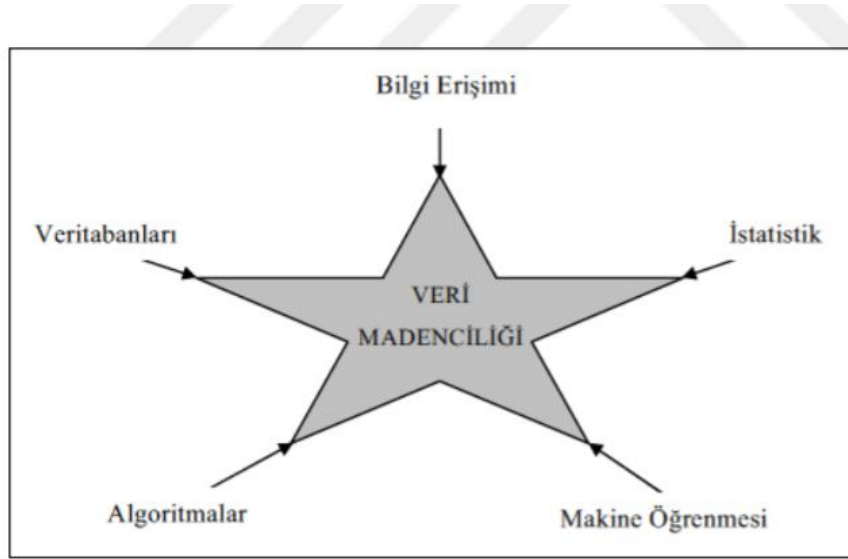 Bilgi Erişimi
Veritabanları
İstatistik
VERİ
MADENCİLİĞİ
Algoritmalar
Makine Öğrenmesi